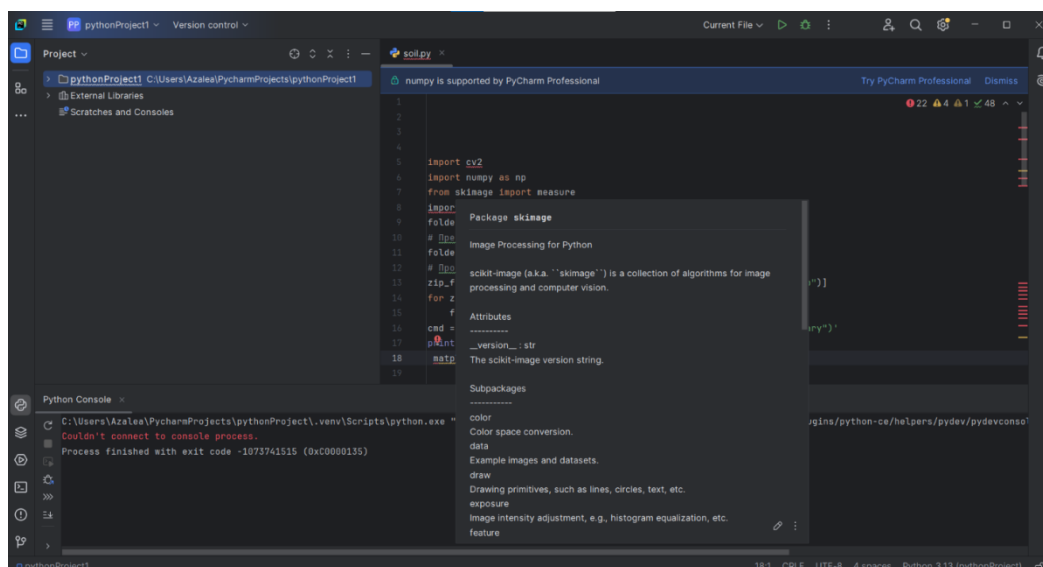 PP pythonProject1 Version control
Current File
Project
soil.py
pythonProject1 C:\Users\Azalea\PycharmProjects\pythonProject1
External Libraries
Scratches and Consoles
numpy is supported by PyCharm Professional
Try PyCharm Professional Dismiss
22 4 1 48
1
2
3
4
5 import cv2
6 import numpy as np
7 from skimage import measure
8 impor
9 folde
10 # Пре
11 folde
12 # Про
13 zip_f ")]
14 for z
15 f
16 cmd = ry")'
17 print
18 matp
19
Package skimage
Image Processing for Python
scikit-image (a.k.a. ``skimage``) is a collection of algorithms for image
processing and computer vision.
Attributes
----------
__version__ : str
The scikit-image version string.
Subpackages
-----------
color
Color space conversion.
data
Example images and datasets.
draw
Drawing primitives, such as lines, circles, text, etc.
exposure
Image intensity adjustment, e.g., histogram equalization, etc.
feature
Python Console
C:\Users\Azalea\PycharmProjects\pythonProject\.venv\Scripts\python.exe " ugins/python-ce/helpers/pydev/pydevconsol
Couldn't connect to console process.
Process finished with exit code -1073741515 (0xC0000135)
pythonProject1
18:1 CRLF UTF-8 4 spaces Python 3.13 (pythonProject)